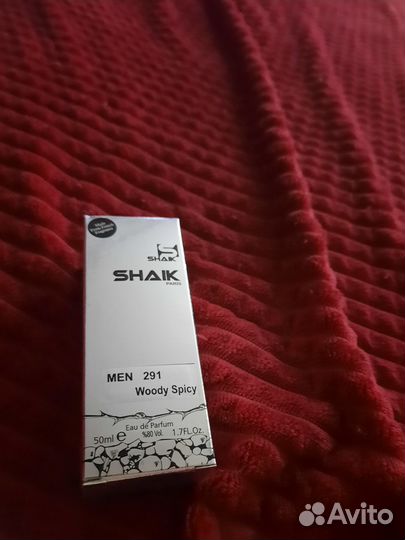 SHAIK
SHAIK
PARIS
MEN 291
Woody Spicy
Eau de Parfum
50ml e %80 Vol. 1.7FL.Oz.
Avito